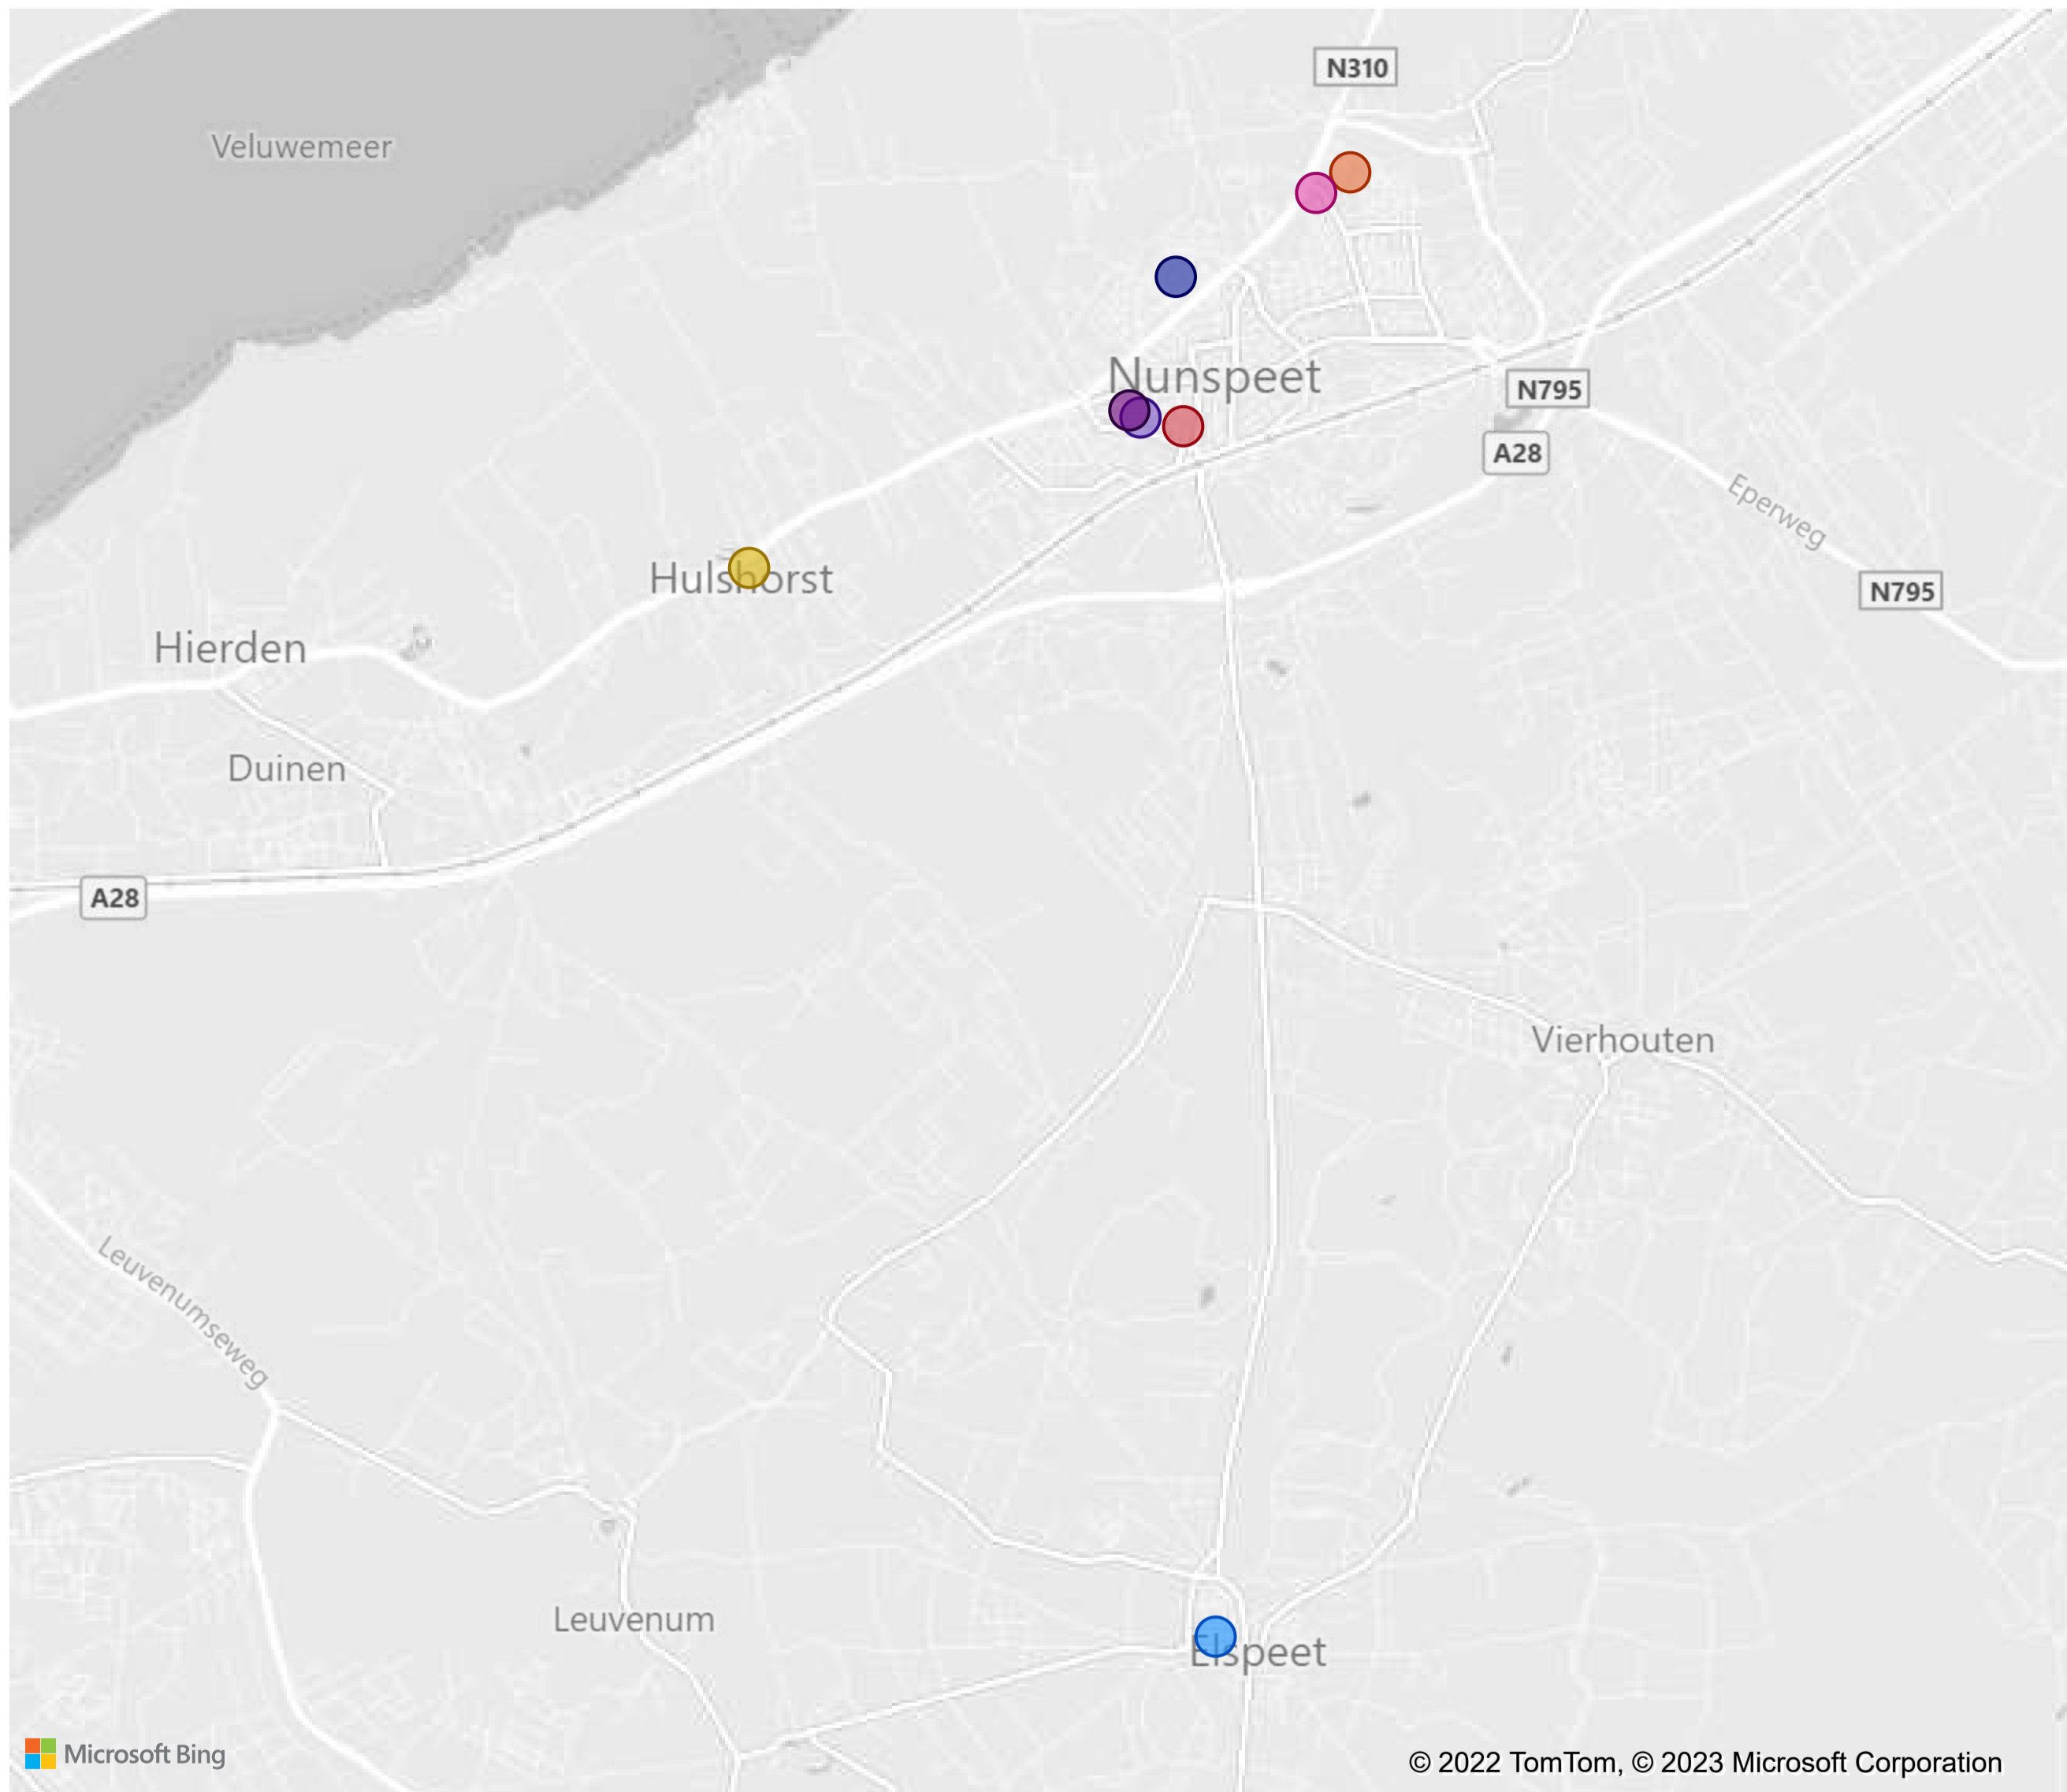 N310
Veluwemeer
Nunspeet
N795
A28
Eperweg
Hulshorst
N795
Hierden
Duinen
A28
Vierhouten
Leuvenumseweg
Leuvenum
Elspeet
Microsoft Bing
© 2022 TomTom, © 2023 Microsoft Corporation